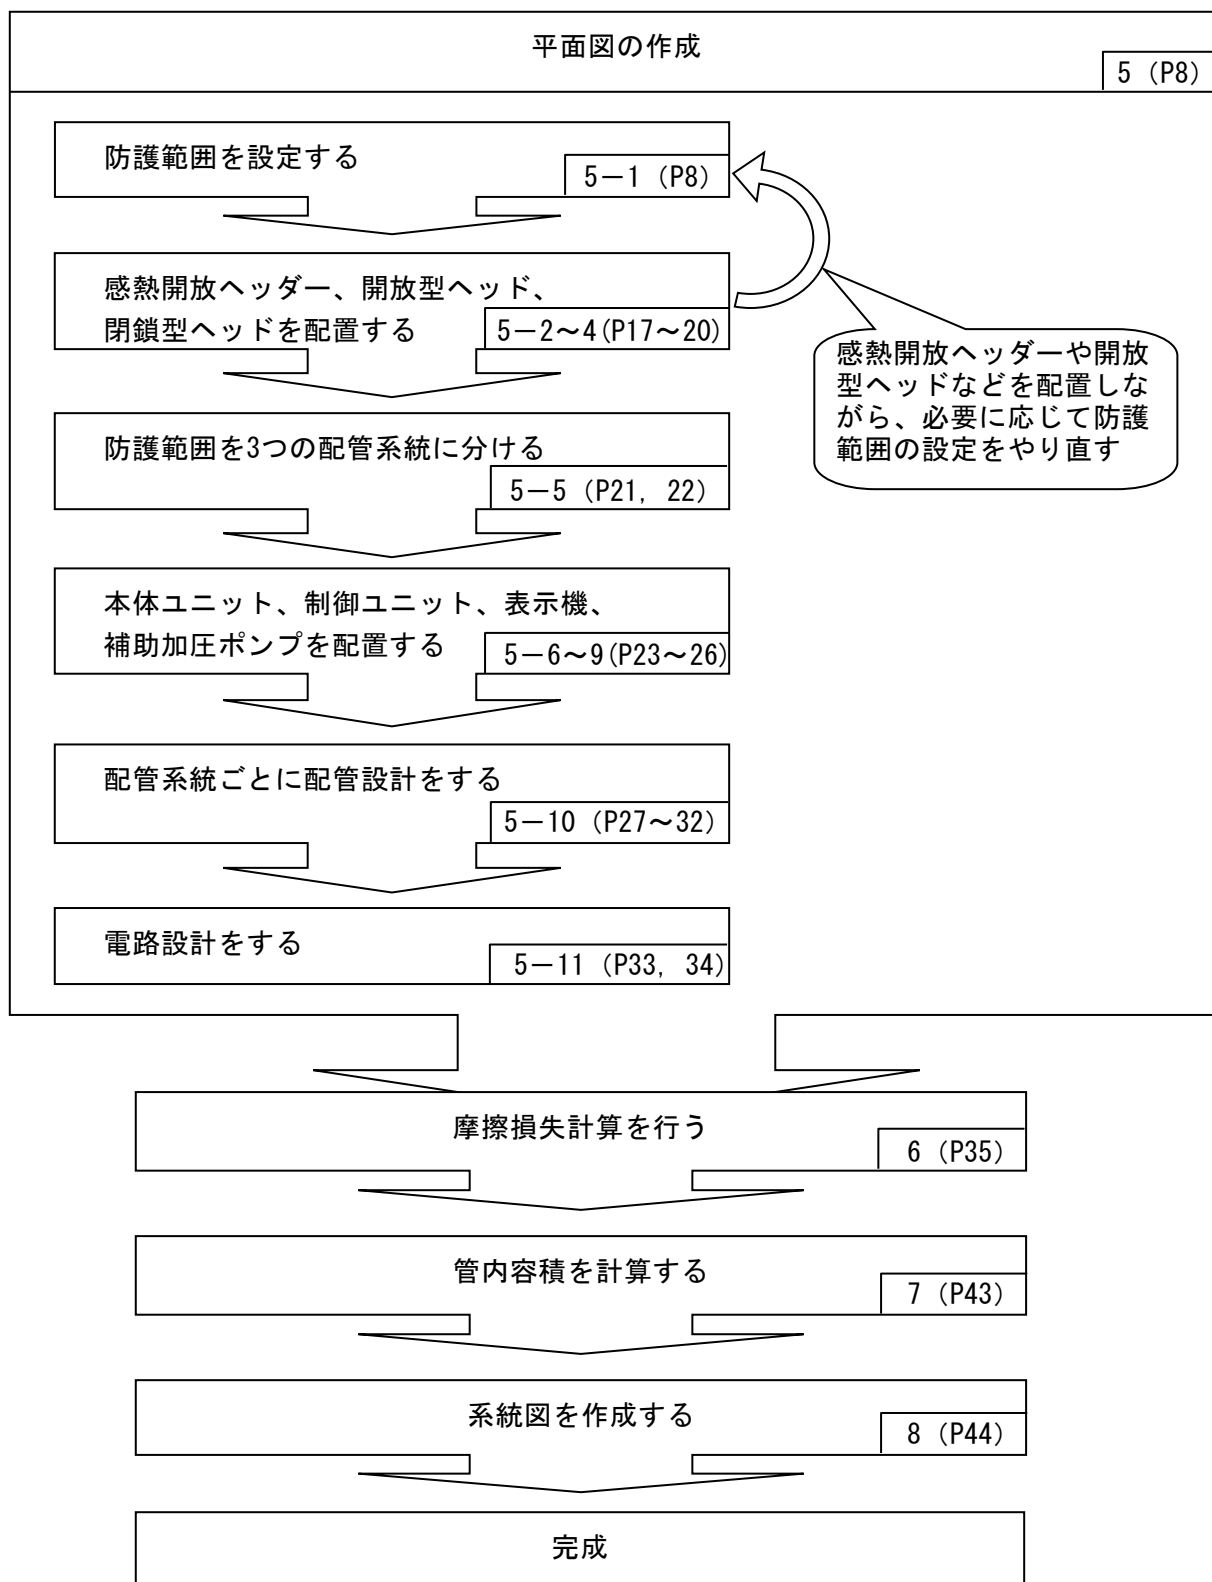 平面図の作成
5 (P8)
防護範囲を設定する
5－1 (P8)
感熱開放ヘッダー、開放型ヘッド、
閉鎖型ヘッドを配置する
5－2～4(P17～20)
感熱開放ヘッダーや開放
型ヘッドなどを配置しな
がら、必要に応じて防護
範囲の設定をやり直す
防護範囲を3つの配管系統に分ける
5－5 (P21, 22)
本体ユニット、制御ユニット、表示機、
補助加圧ポンプを配置する
5－6～9(P23～26)
配管系統ごとに配管設計をする
5－10 (P27～32)
電路設計をする
5－11 (P33, 34)
摩擦損失計算を行う
6 (P35)
管内容積を計算する
7 (P43)
系統図を作成する
8 (P44)
完成